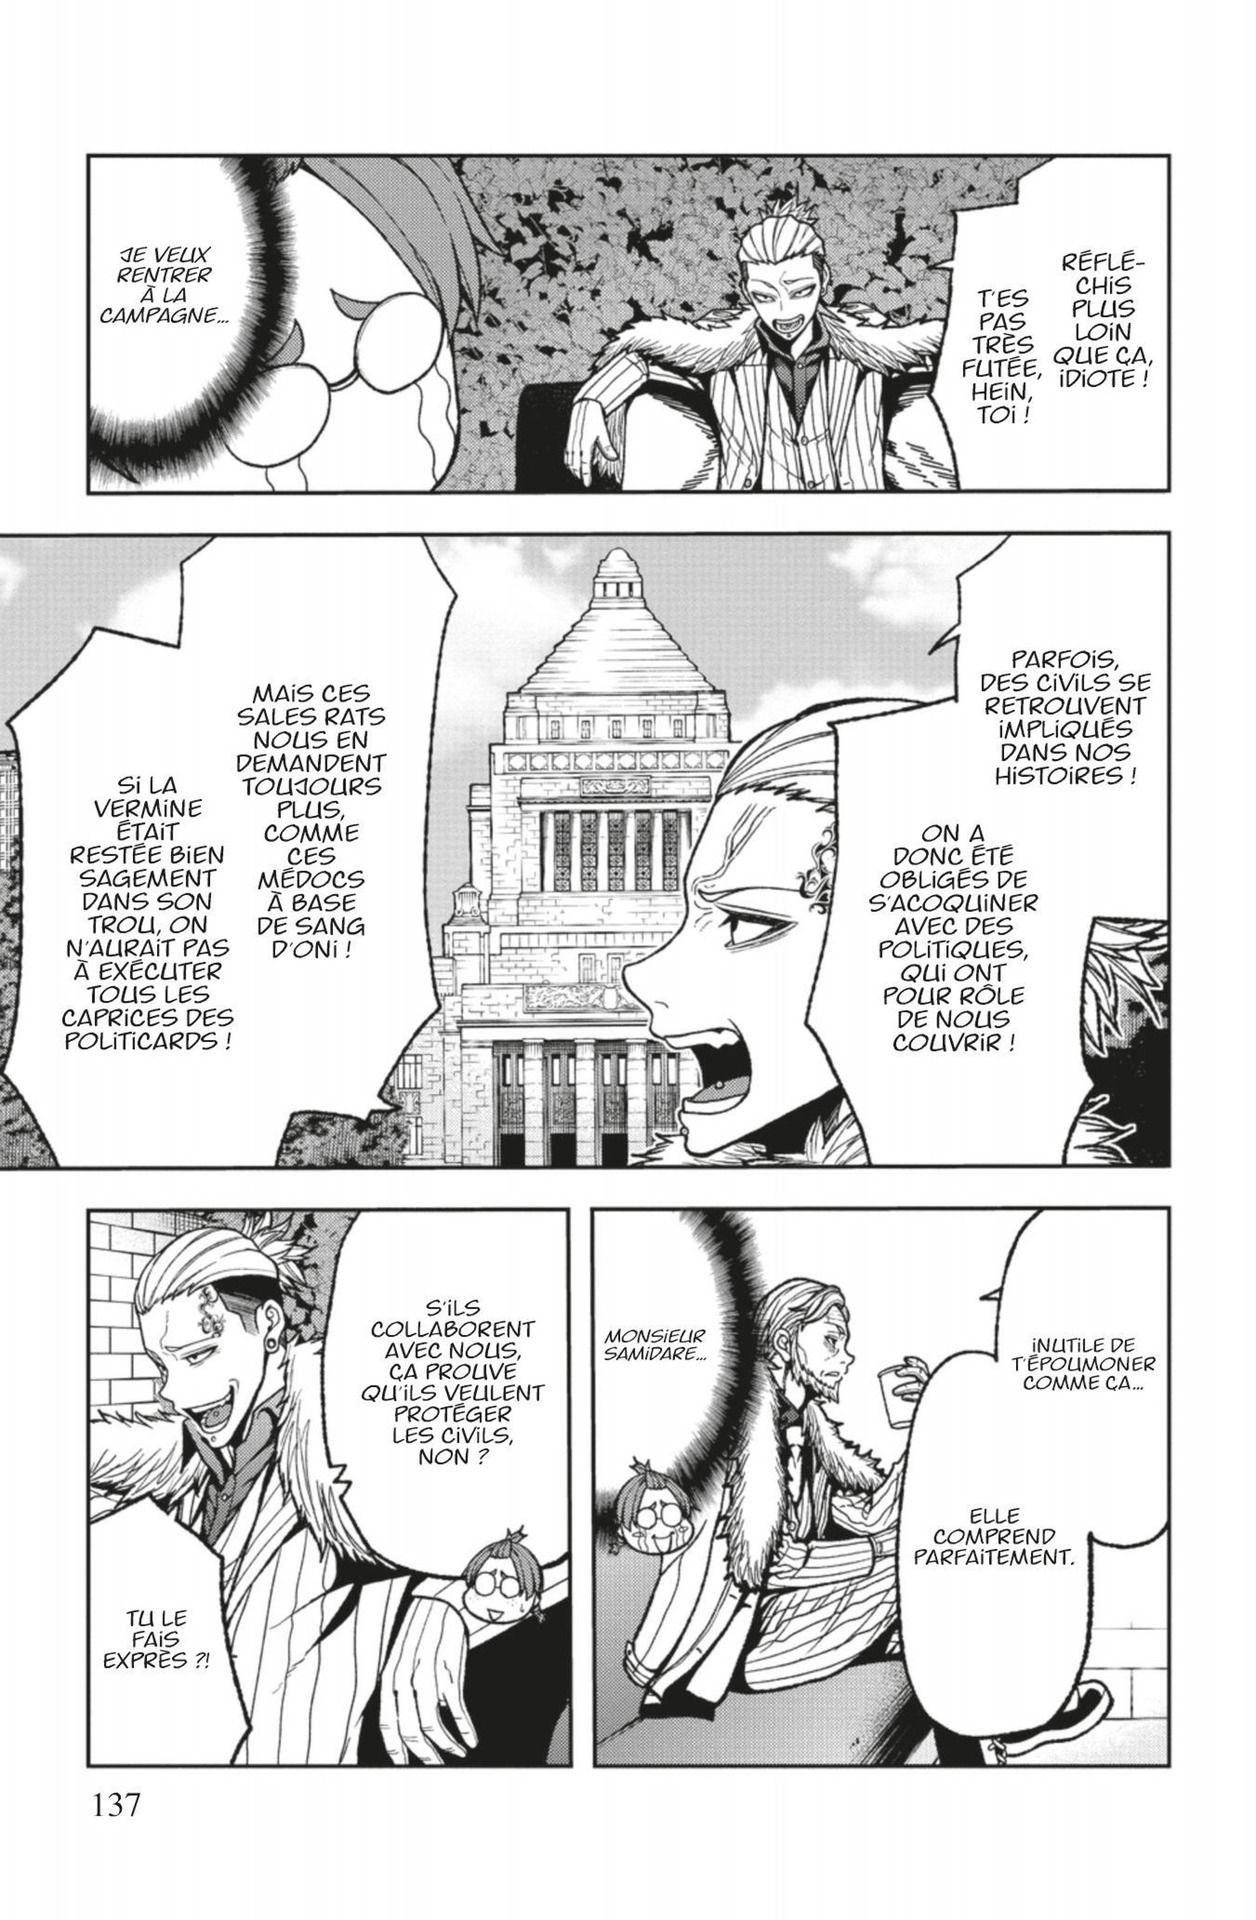 RÉFLÉ-
CHIS
PLUS
LOIN
QUE ÇA,
IDIOTE !
T'ES
PAS
TRÈS
FUTÉE,
HEIN,
TOI !
JE VEUX
RENTRER
À LA
CAMPAGNE...
PARFOIS,
DES CIVILS SE
RETROUVENT
IMPLIQUÉS
DANS NOS
HISTOIRES !
ON A
DONC ÉTÉ
OBLIGÉS DE
S'ACOQUINER
AVEC DES
POLITIQUES,
QUI ONT
POUR RÔLE
DE NOUS
COUVRIR !
MAIS CES
SALES RATS
NOUS EN
DEMANDENT
TOUJOURS
PLUS,
COMME
CES
MÉDOCS
À BASE
DE SANG
D'ONI !
SI LA
VERMINE
ÉTAIT
RESTÉE BIEN
SAGEMENT
DANS SON
TROU, ON
N'AURAIT PAS
À EXÉCUTER
TOUS LES
CAPRICES DES
POLITICARDS !
INUTILE DE
T'ÉPOUMONER
COMME ÇA...
ELLE
COMPREND
PARFAITEMENT.
MONSIEUR
SAMIDARE...
S'ILS
COLLABORENT
AVEC NOUS,
ÇA PROUVE
QU'ILS VEULENT
PROTÉGER
LES CIVILS,
NON ?
TU LE
FAIS
EXPRÈS ?!
137